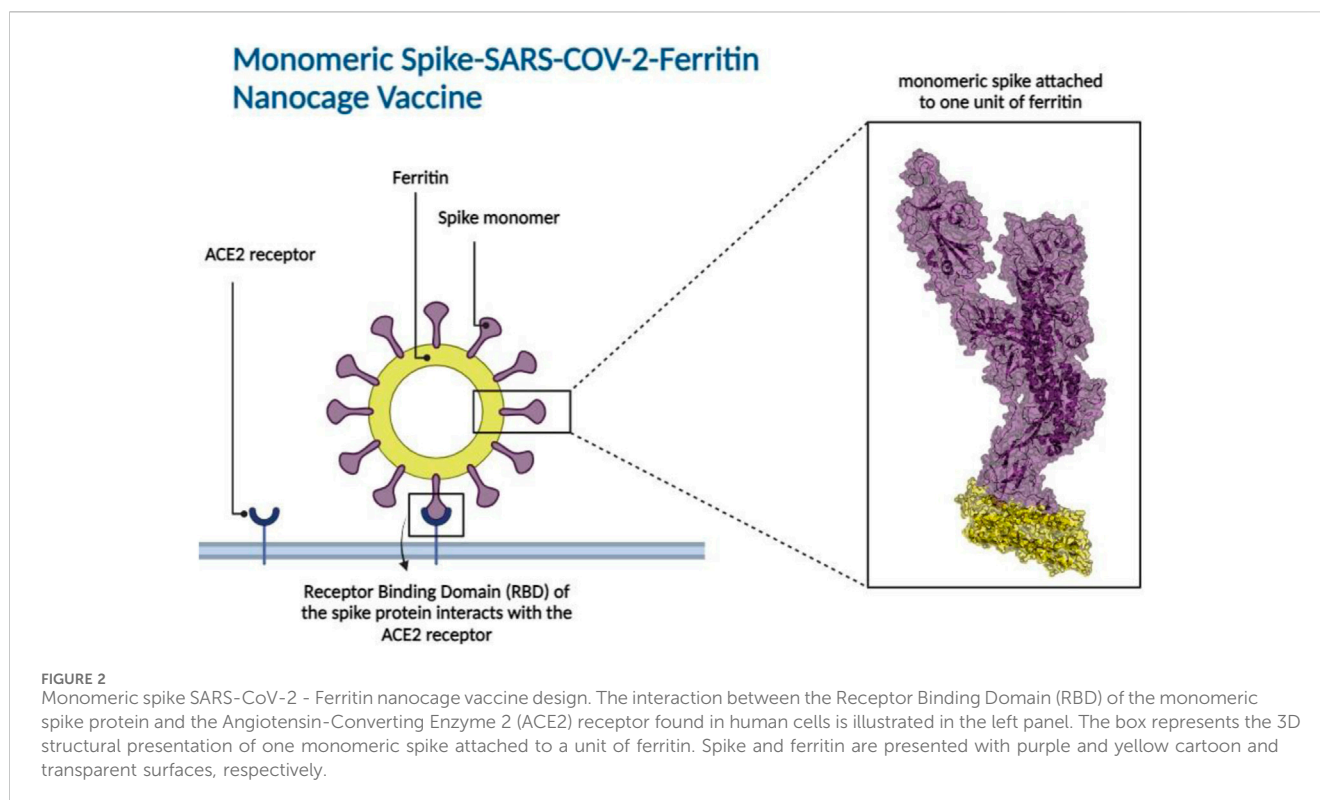 Monomeric Spike-SARS-COV-2-Ferritin
Nanocage Vaccine
monomeric spike attached
to one unit of ferritin
Ferritin
Spike monomer
ACE2 receptor
Receptor Binding Domain (RBD) of
the spike protein interacts with the
ACE2 receptor
FIGURE 2
Monomeric spike SARS-CoV-2 - Ferritin nanocage vaccine design. The interaction between the Receptor Binding Domain (RBD) of the monomeric
spike protein and the Angiotensin-Converting Enzyme 2 (ACE2) receptor found in human cells is illustrated in the left panel. The box represents the 3D
structural presentation of one monomeric spike attached to a unit of ferritin. Spike and ferritin are presented with purple and yellow cartoon and
transparent surfaces, respectively.